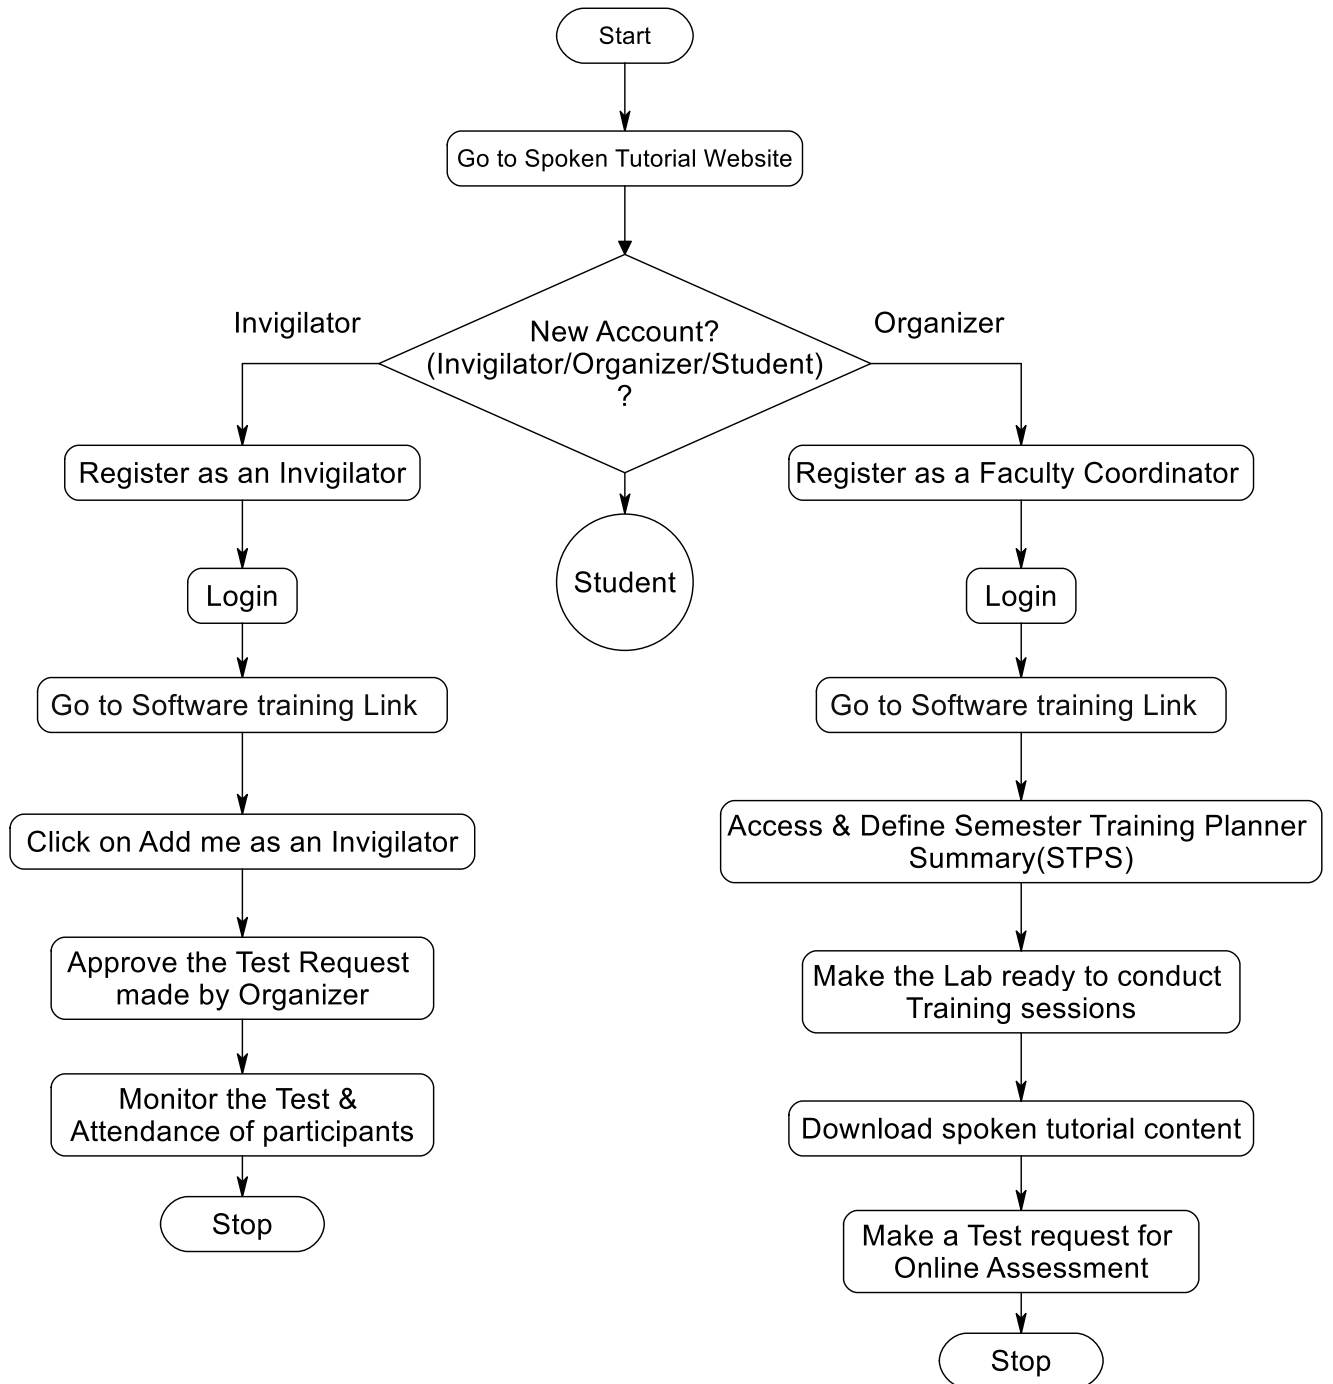 Start
Go to Spoken Tutorial Website
Invigilator
New Account?
(Invigilator/Organizer/Student)
?
Organizer
Register as an Invigilator
Login
Go to Software training Link
Click on Add me as an Invigilator
Approve the Test Request
made by Organizer
Monitor the Test &
Attendance of participants
Stop
Student
Register as a Faculty Coordinator
Login
Go to Software training Link
Access & Define Semester Training Planner
Summary(STPS)
Make the Lab ready to conduct
Training sessions
Download spoken tutorial content
Make a Test request for
Online Assessment
Stop